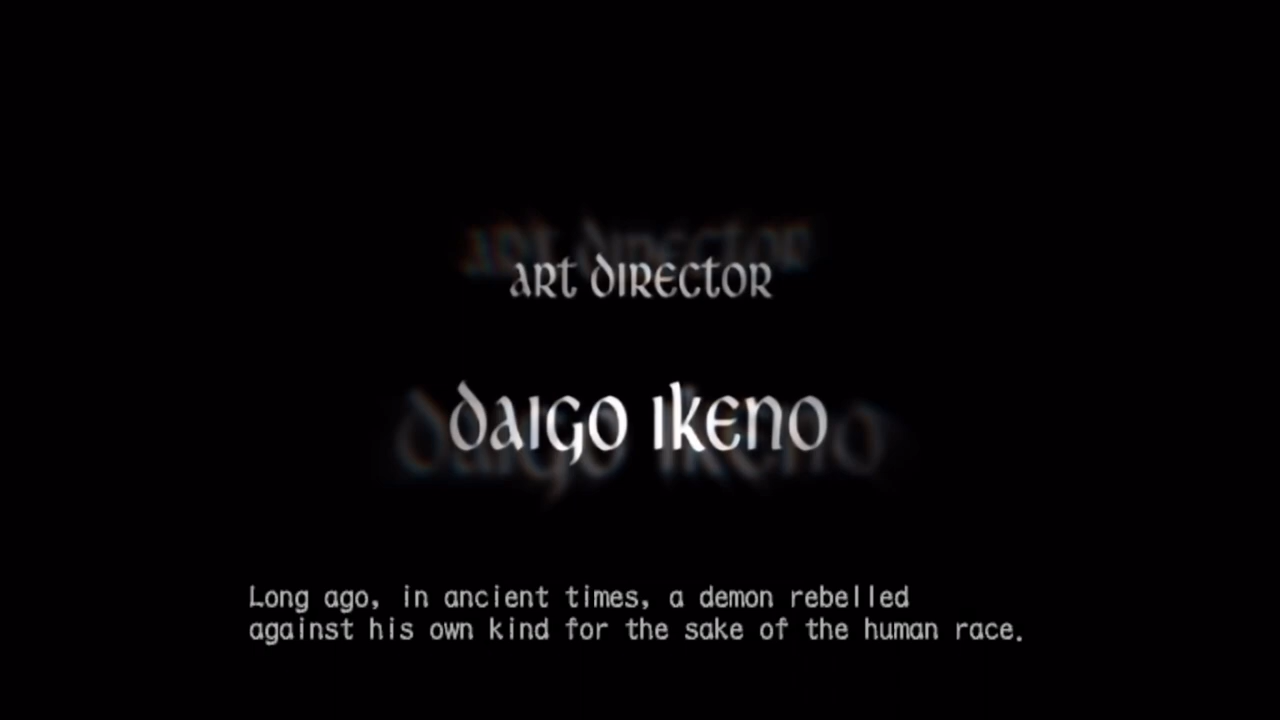 art director
daigo ikeno
Long ago, in ancient times, a demon rebelled
against his own kind for the sake of the human race.